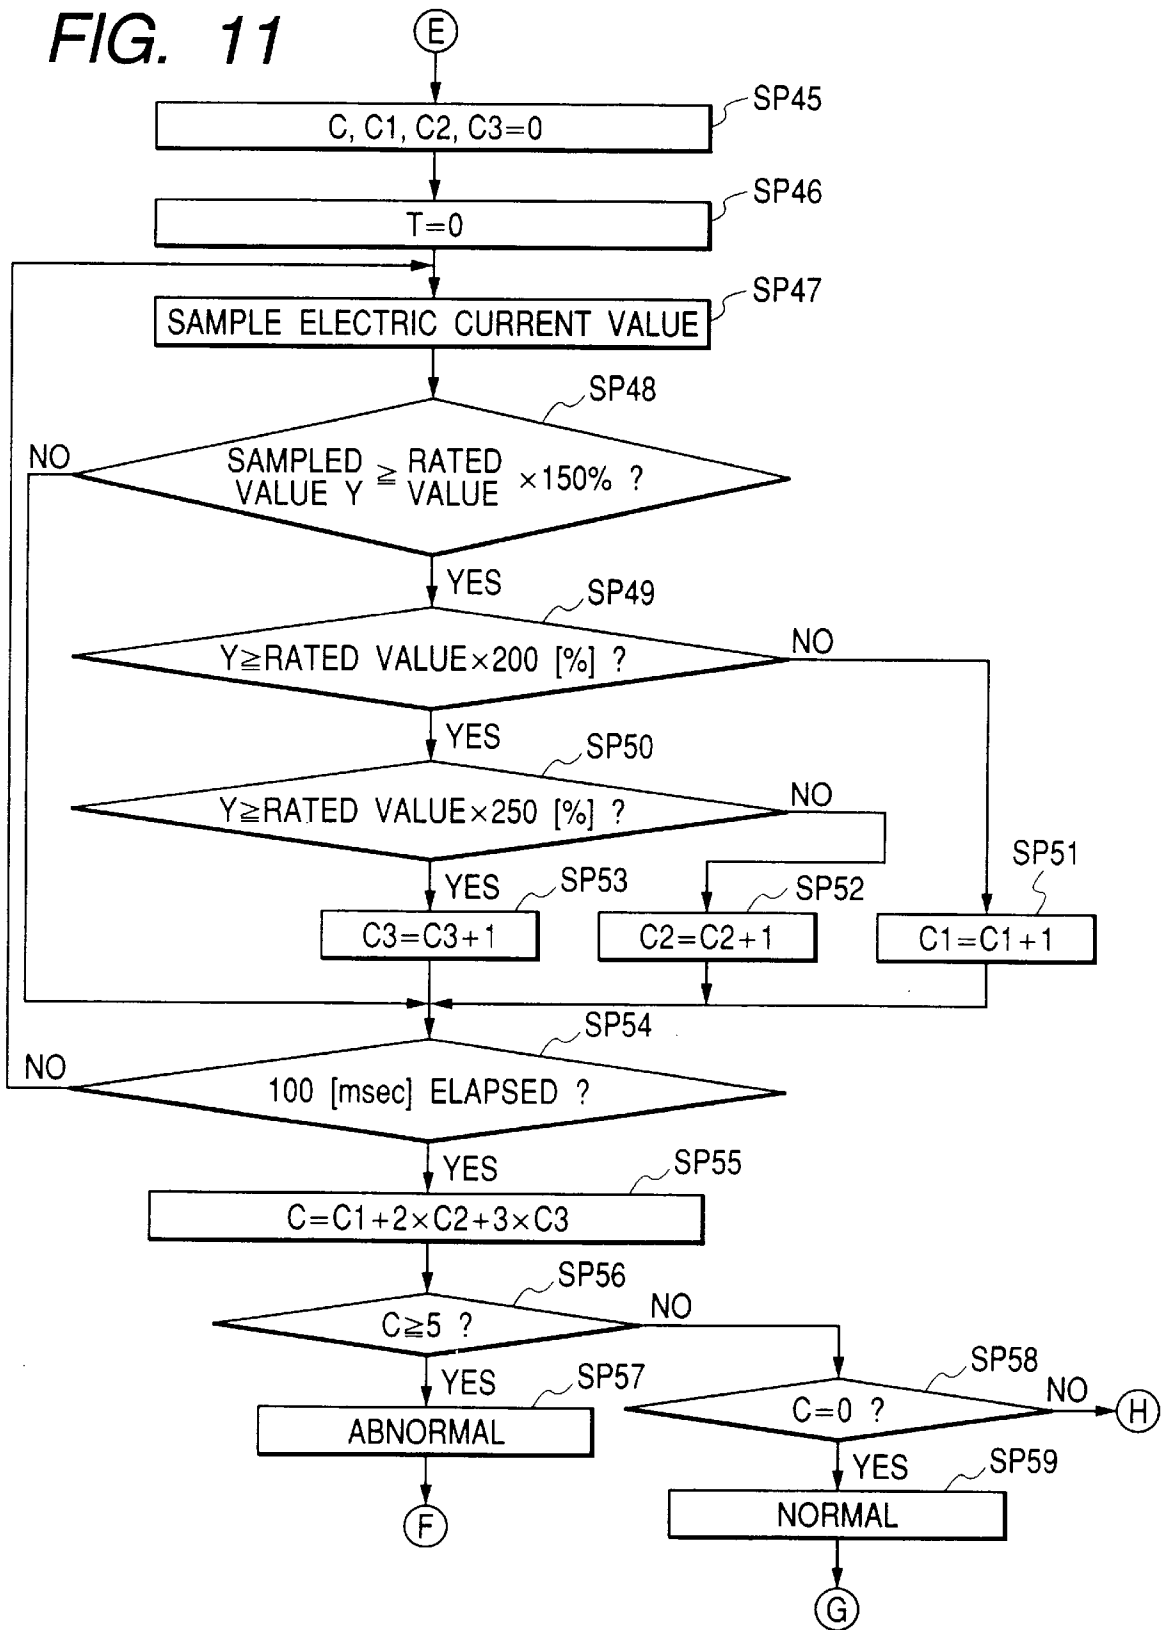 FIG. 11
E
SP45
C, C1, C2, C3=0
SP46
T=0
SP47
SAMPLE ELECTRIC CURRENT VALUE
SP48
NO
SAMPLED VALUE Y ≧ RATED VALUE ×150% ?
YES
SP49
NO
Y≧RATED VALUE×200 [%] ?
YES
SP50
NO
Y≧RATED VALUE×250 [%] ?
YES
SP53
SP52
SP51
C3=C3+1
C2=C2+1
C1=C1+1
SP54
NO
100 [msec] ELAPSED ?
YES
SP55
C=C1+2×C2+3×C3
SP56
NO
C≧5 ?
YES
SP57
SP58
NO
C=0 ?
H
ABNORMAL
YES
SP59
F
NORMAL
G